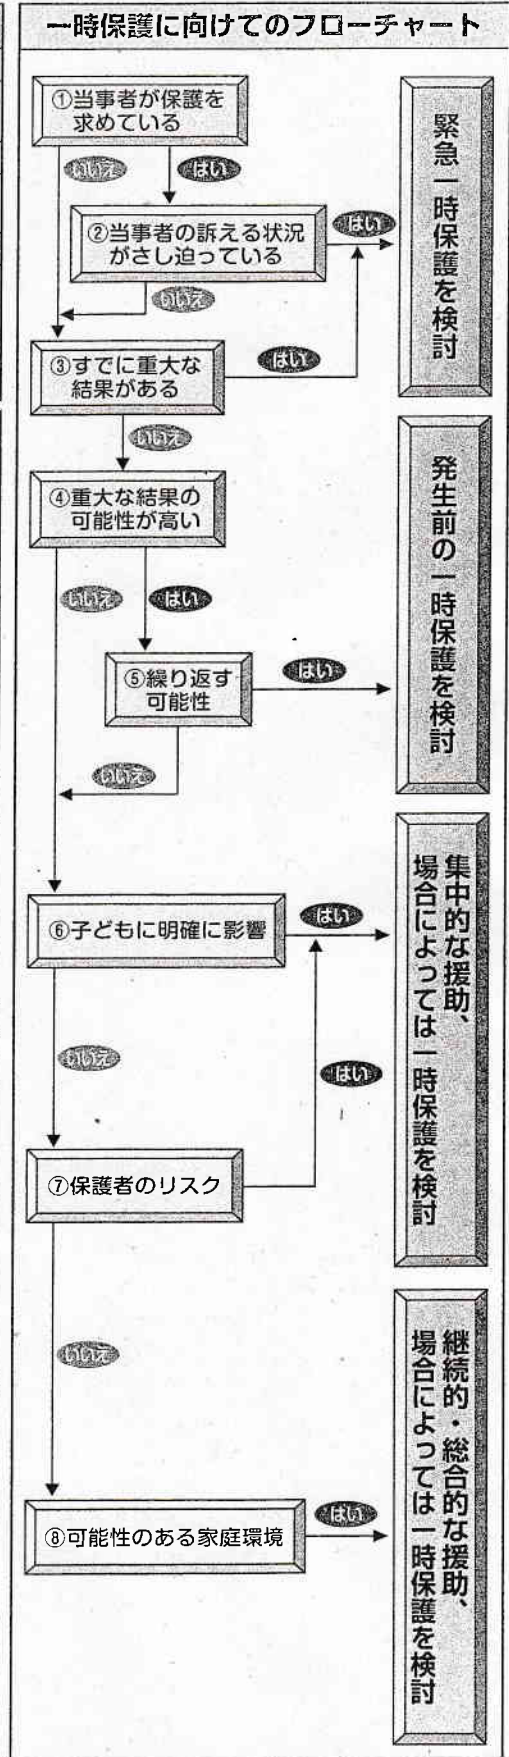 一時保護に向けてのフローチャート
①当事者が保護を
求めている
いいえ
はい
②当事者の訴える状況
がさし迫っている
はい
いいえ
③すでに重大な
結果がある
はい
緊急一時保護を検討
いいえ
④重大な結果の
可能性が高い
いいえ
はい
⑤繰り返す
可能性
はい
発生前の一時保護を検討
いいえ
⑥子どもに明確に影響
はい
いいえ
はい
⑦保護者のリスク
集中的な援助、
場合によっては一時保護を検討
いいえ
⑧可能性のある家庭環境
はい
継続的・総合的な援助、
場合によっては一時保護を検討